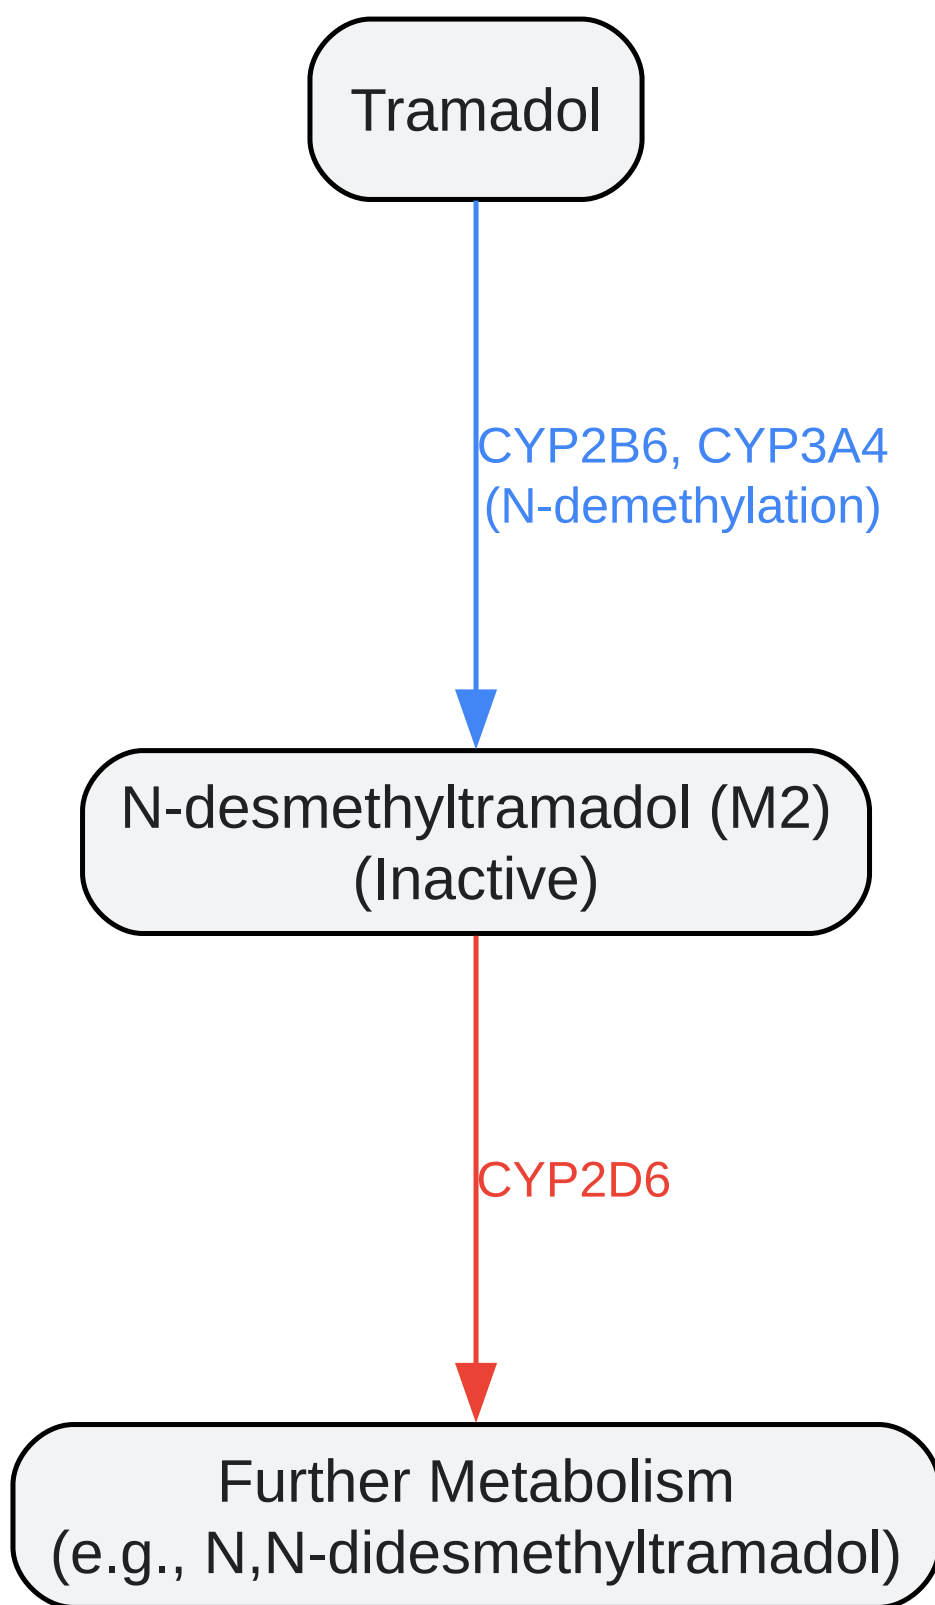 Tramadol
CYP2B6, CYP3A4
(N-demethylation)
N-desmethyltramadol (M2)
(Inactive)
CYP2D6
Further Metabolism
(e.g., N,N-didesmethyltramadol)